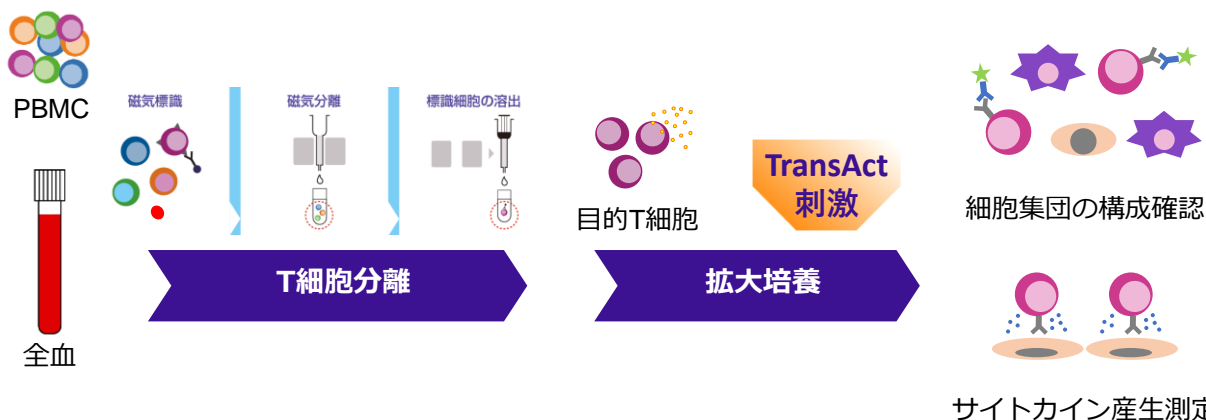 PBMC
全血
磁気標識
磁気分離
標識細胞の溶出
T細胞分離
目的T細胞
TransAct
刺激
拡大培養
細胞集団の構成確認
サイトカイン産生測定